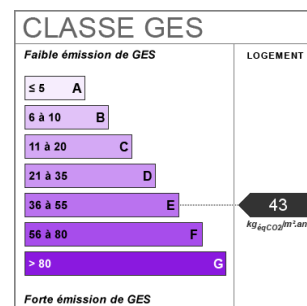 CLASSE GES
Faible émission de GES
LOGEMENT
≤ 5 A
6 à 10 B
11 à 20 C
21 à 35 D
36 à 55 E
43
kgéqCO2/m².an
56 à 80 F
> 80 G
Forte émission de GES